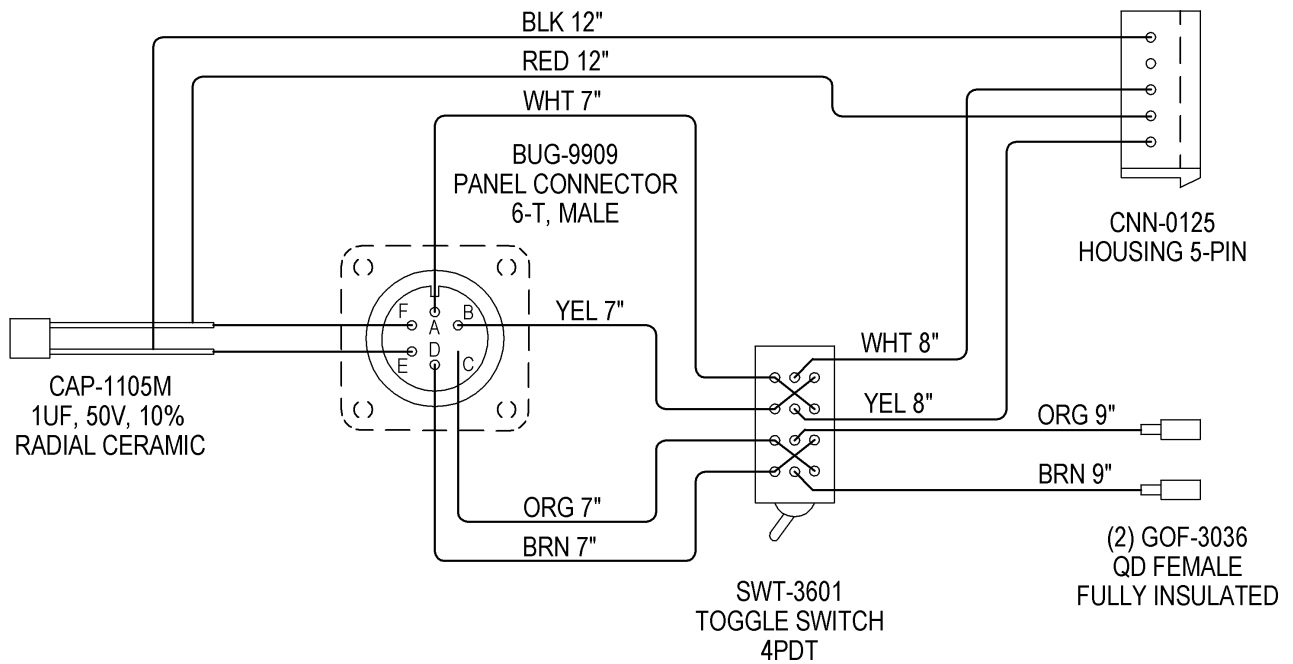 BLK 12"
RED 12"
WHT 7"
BUG-9909
PANEL CONNECTOR
6-T, MALE
CNN-0125
HOUSING 5-PIN
F
A
B
D
E
C
YEL 7"
WHT 8"
YEL 8"
CAP-1105M
1UF, 50V, 10%
RADIAL CERAMIC
ORG 9"
BRN 9"
ORG 7"
BRN 7"
(2) GOF-3036
QD FEMALE
FULLY INSULATED
SWT-3601
TOGGLE SWITCH
4PDT